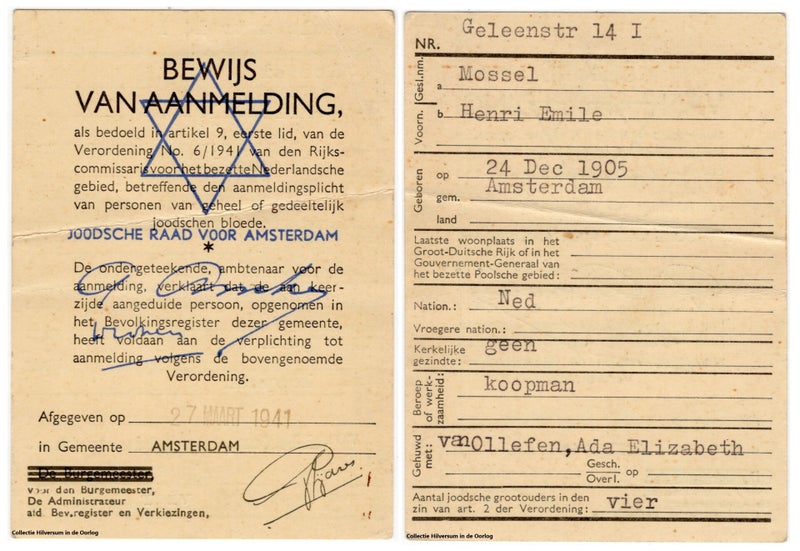 BEWIJS
VAN AANMELDING,
als bedoeld in artikel 9, eerste lid, van de
Verordening No. 6/1941 van den Rijks-
commissaris voor het bezette Nederlandsche
gebied, betreffende den aanmeldingsplicht
van personen van geheel of gedeeltelijk
joodschen bloede.
JOODSCHE RAAD VOOR AMSTERDAM
*
De ondergeteekende, ambtenaar voor de
aanmelding, verklaart dat de aan keer-
zijde aangeduide persoon, opgenomen in
het Bevolkingsregister dezer gemeente,
heeft voldaan aan de verplichting tot
aanmelding volgens de bovengenoemde
Verordening.
Afgegeven op 27 MAART 1941
in Gemeente AMSTERDAM
De Burgemeester
voor den Burgemeester,
De Administrateur
afd Bev.register en Verkiezingen,
Collectie Hilversum in de Oorlog
Geleenstr 14 I
NR.
Gesl.nm. a Mossel
Voorn. b Henri Emile
Geboren op 24 Dec 1905
gem. Amsterdam
land
Laatste woonplaats in het
Groot-Duitsche Rijk of in het
Gouvernement-Generaal van
het bezette Poolsche gebied:
Nation.: Ned
Vroegere nation.:
Kerkelijke gezindte: geen
Beroep of werk-zaamheid: koopman
Gehuwd met: van Ollefen, Ada Elizabeth
Gesch.
Overl. op
Aantal joodsche grootouders in den
zin van art. 2 der Verordening: vier
Collectie Hilversum in de Oorlog